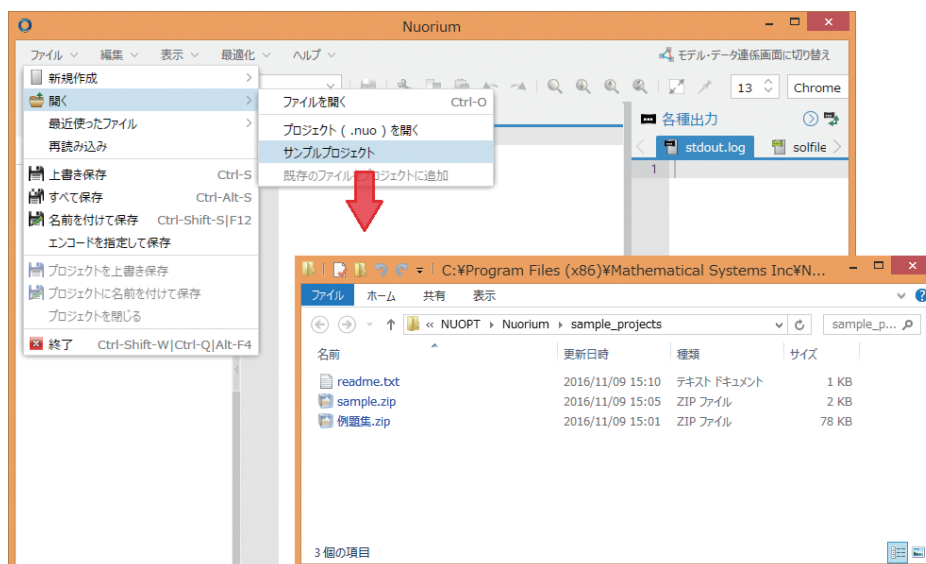 Nuorium
ファイル 編集 表示 最適化 ヘルプ モデル・データ連係画面に切り替え
13 Chrome
新規作成
開く
最近使ったファイル
再読み込み
上書き保存 Ctrl-S
すべて保存 Ctrl-Alt-S
名前を付けて保存 Ctrl-Shift-S|F12
エンコードを指定して保存
プロジェクトを上書き保存
プロジェクトに名前を付けて保存
プロジェクトを閉じる
終了 Ctrl-Shift-W|Ctrl-Q|Alt-F4
ファイルを開く Ctrl-O
プロジェクト ( .nuo ) を開く
サンプルプロジェクト
既存のファイルをプロジェクトに追加
各種出力
stdout.log solfile
1
C:¥Program Files (x86)¥Mathematical Systems Inc¥N...
ファイル ホーム 共有 表示
« NUOPT Nuorium sample_projects sample_p...
名前 更新日時 種類 サイズ
readme.txt 2016/11/09 15:10 テキスト ドキュメント 1 KB
sample.zip 2016/11/09 15:05 ZIP ファイル 2 KB
例題集.zip 2016/11/09 15:01 ZIP ファイル 78 KB
3 個の項目